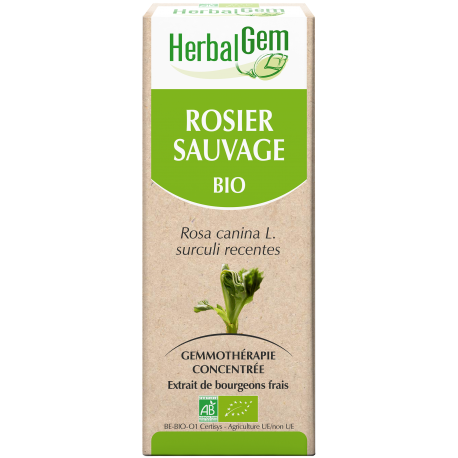 HerbalGem
ROSIER
SAUVAGE
BIO
Rosa canina L.
surculi recentes
GEMMOTHÉRAPIE
CONCENTRÉE
Extrait de bourgeons frais
AB
BE-BIO-O1 Certisys - Agriculture UE/non UE